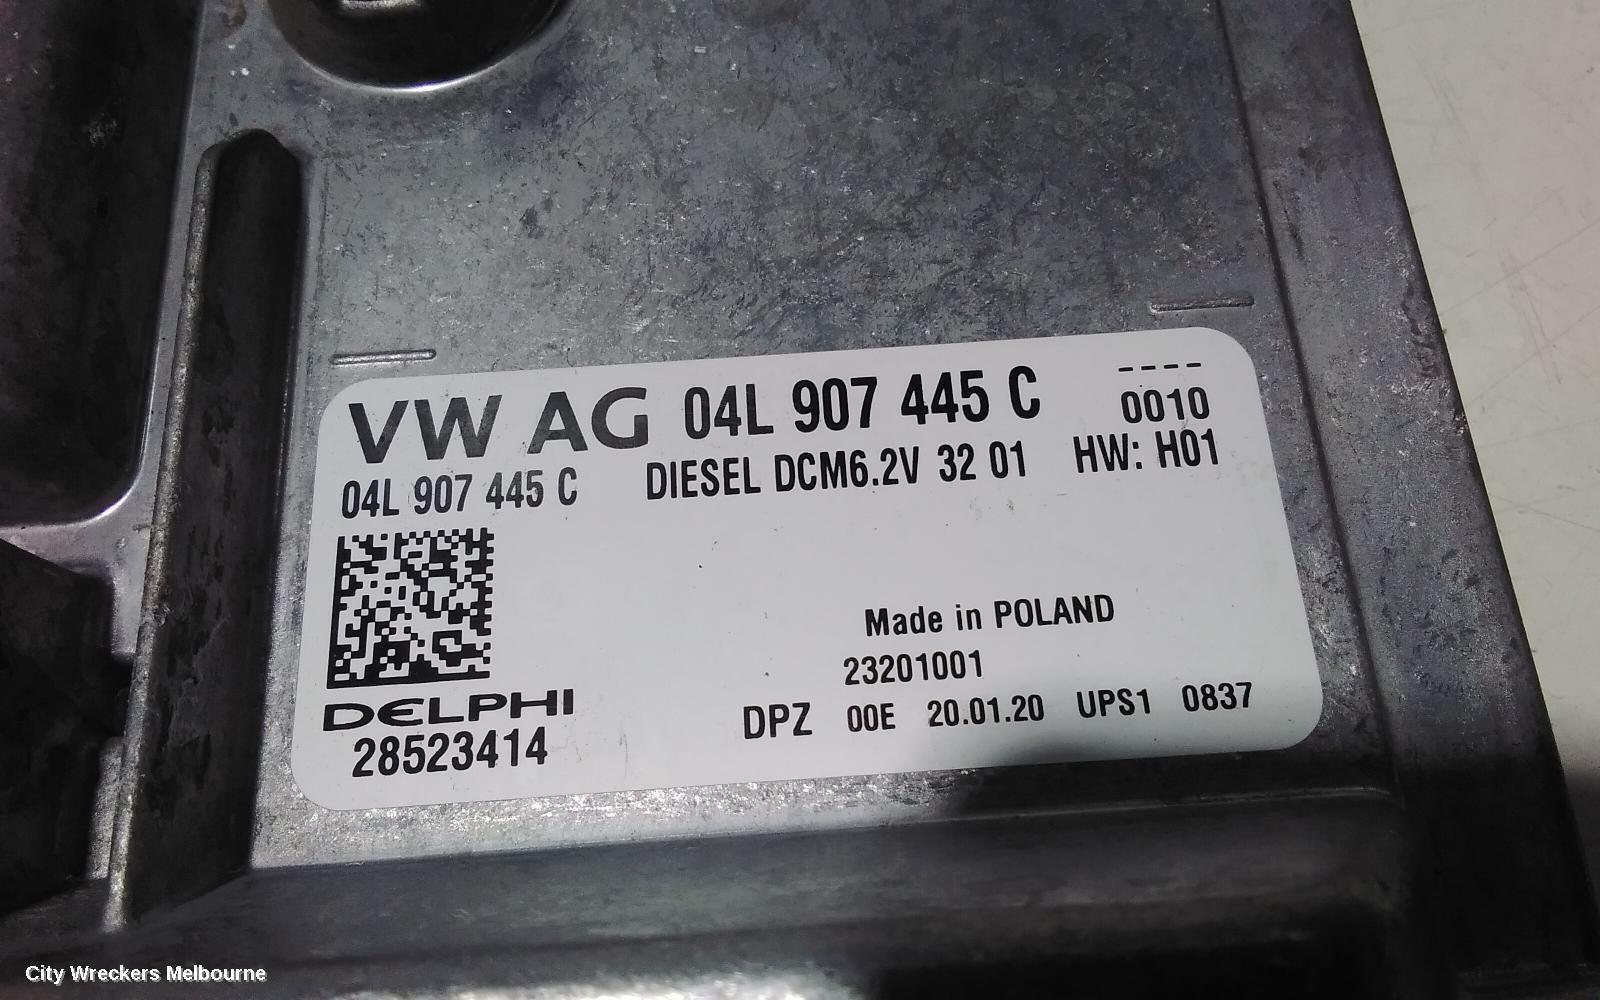 VW AG 04L 907 445 C
----
0010
04L 907 445 C DIESEL DCM6.2V 32 01 HW: H01
Made in POLAND
23201001
DELPHI
28523414
DPZ 00E 20.01.20 UPS1 0837
City Wreckers Melbourne